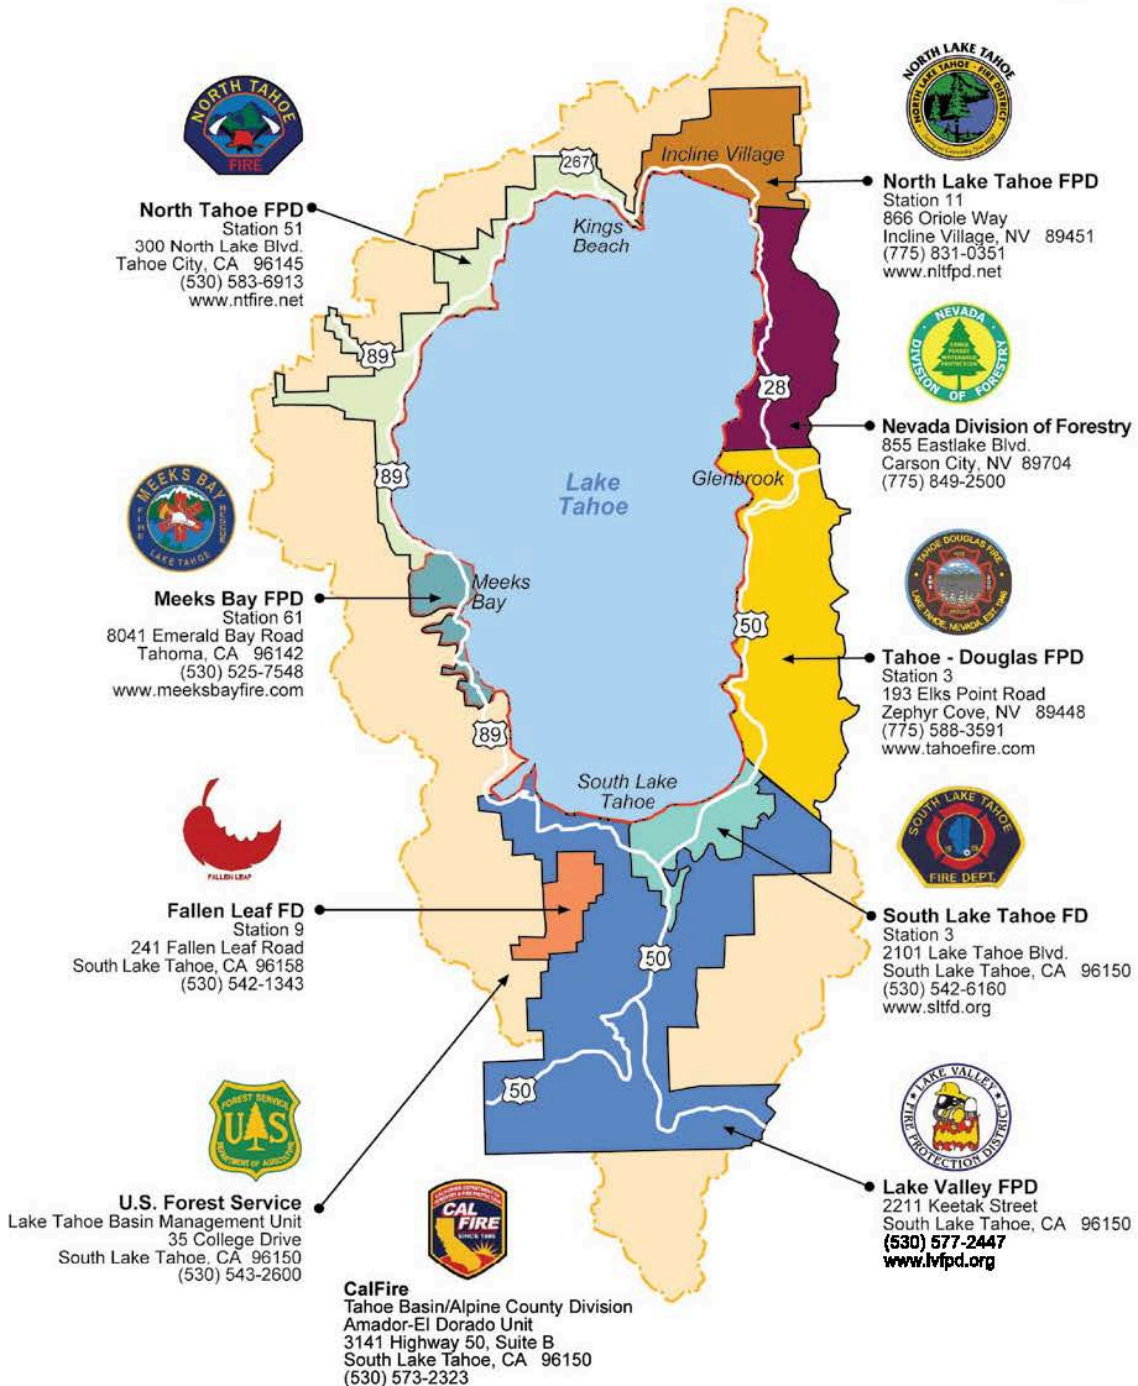 NORTH TAHOE
FIRE
North Tahoe FPD
Station 51
300 North Lake Blvd.
Tahoe City, CA 96145
(530) 583-6913
www.ntfire.net
MEEKS BAY
FIRE
RESCUE
LAKE TAHOE
Meeks Bay FPD
Station 61
8041 Emerald Bay Road
Tahoma, CA 96142
(530) 525-7548
www.meeksbayfire.com
FALLEN LEAF
Fallen Leaf FD
Station 9
241 Fallen Leaf Road
South Lake Tahoe, CA 96158
(530) 542-1343
FOREST SERVICE
UAS
DEPARTMENT OF AGRICULTURE
U.S. Forest Service
Lake Tahoe Basin Management Unit
35 College Drive
South Lake Tahoe, CA 96150
(530) 543-2600
CAL
FIRE
SINCE 1885
CalFire
Tahoe Basin/Alpine County Division
Amador-El Dorado Unit
3141 Highway 50, Suite B
South Lake Tahoe, CA 96150
(530) 573-2323
Incline Village
267
Kings
Beach
89
28
Lake
Tahoe
Glenbrook
89
Meeks
Bay
50
89
South Lake
Tahoe
50
50
NORTH LAKE TAHOE
NORTH LAKE TAHOE - FIRE DISTRICT
North Lake Tahoe FPD
Station 11
866 Oriole Way
Incline Village, NV 89451
(775) 831-0351
www.nltfpd.net
NEVADA
DIVISION OF FORESTRY
Nevada Division of Forestry
855 Eastlake Blvd.
Carson City, NV 89704
(775) 849-2500
TAHOE DOUGLAS FIRE
LAKE TAHOE, NEVADA, EST. 1946
Tahoe - Douglas FPD
Station 3
193 Elks Point Road
Zephyr Cove, NV 89448
(775) 588-3591
www.tahoefire.com
SOUTH LAKE TAHOE
FIRE DEPT.
South Lake Tahoe FD
Station 3
2101 Lake Tahoe Blvd.
South Lake Tahoe, CA 96150
(530) 542-6160
www.sltfd.org
LAKE VALLEY
FIRE PROTECTION DISTRICT
Lake Valley FPD
2211 Keetak Street
South Lake Tahoe, CA 96150
(530) 577-2447
www.lvfpd.org